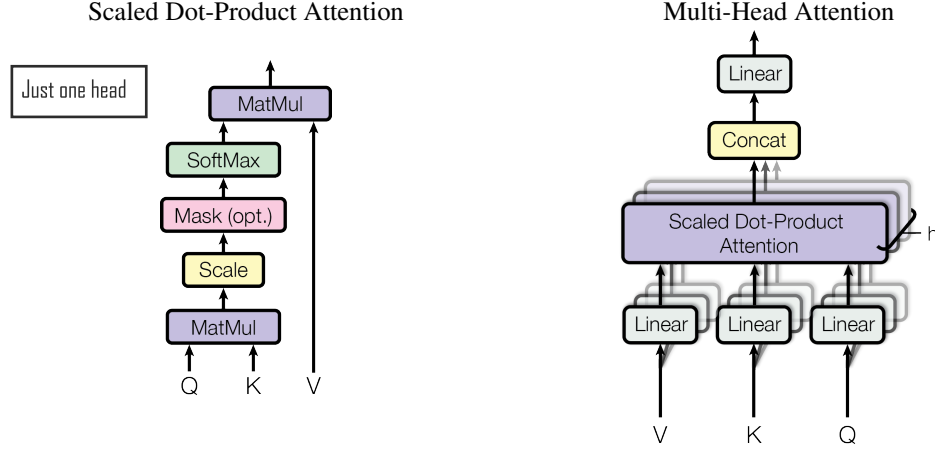 Scaled Dot-Product Attention
Just one head
MatMul
SoftMax
Mask (opt.)
Scale
MatMul
Q K V
Multi-Head Attention
Linear
Concat
Scaled Dot-Product
Attention
h
Linear Linear Linear
V K Q